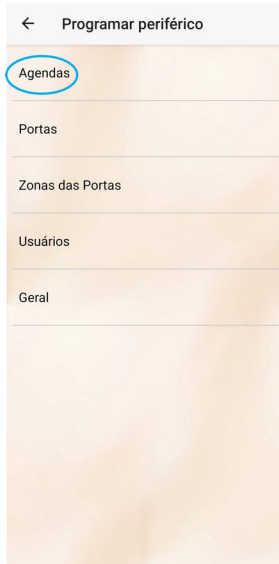 Programar periférico
Agendas
Portas
Zonas das Portas
Usuários
Geral